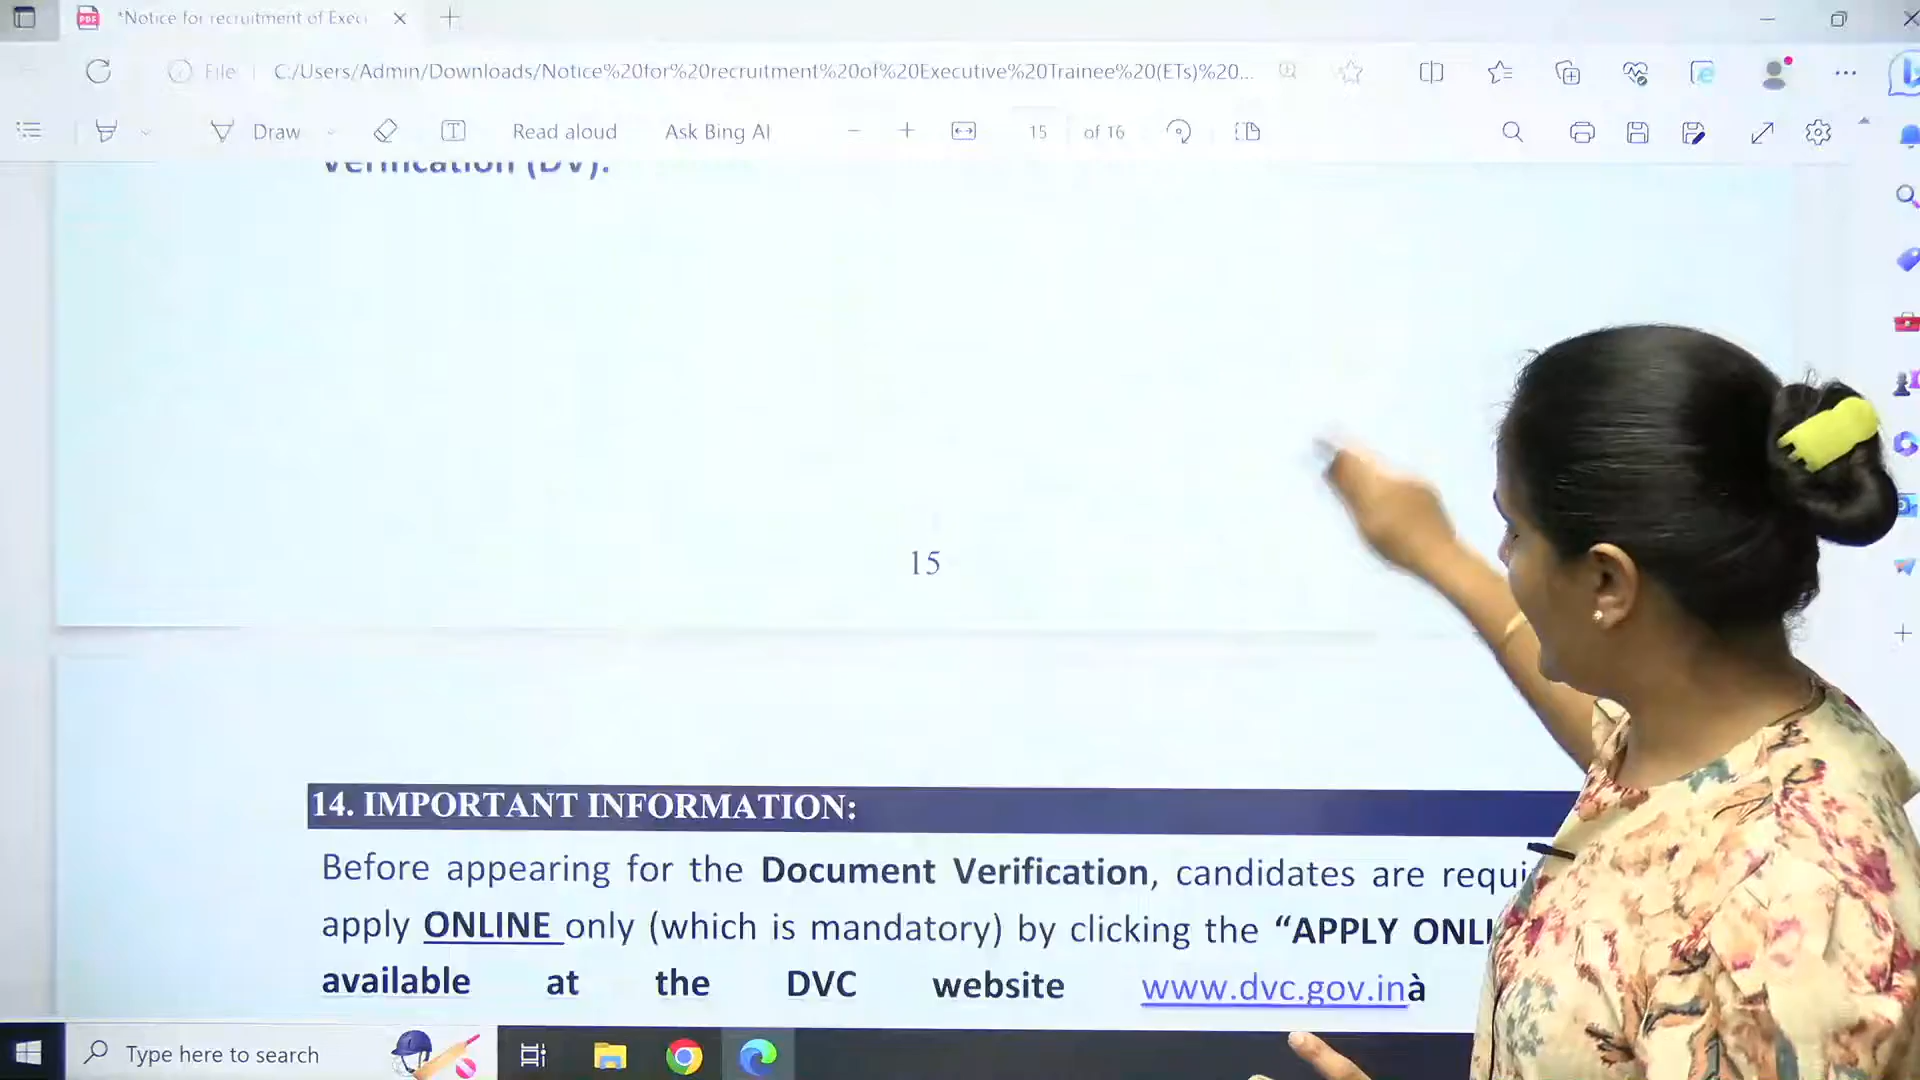 *Notice for recruitment of Exec
File
C:/Users/Admin/Downloads/Notice%20for%20recruitment%20of%20Executive%20Trainee%20(ETs)%20...
Draw
Read aloud
Ask Bing AI
15
of 16
Verification (DV).
15
14. IMPORTANT INFORMATION:
Before appearing for the Document Verification, candidates are requi
apply ONLINE only (which is mandatory) by clicking the “APPLY ONLI
available at the DVC website www.dvc.gov.inà
Type here to search